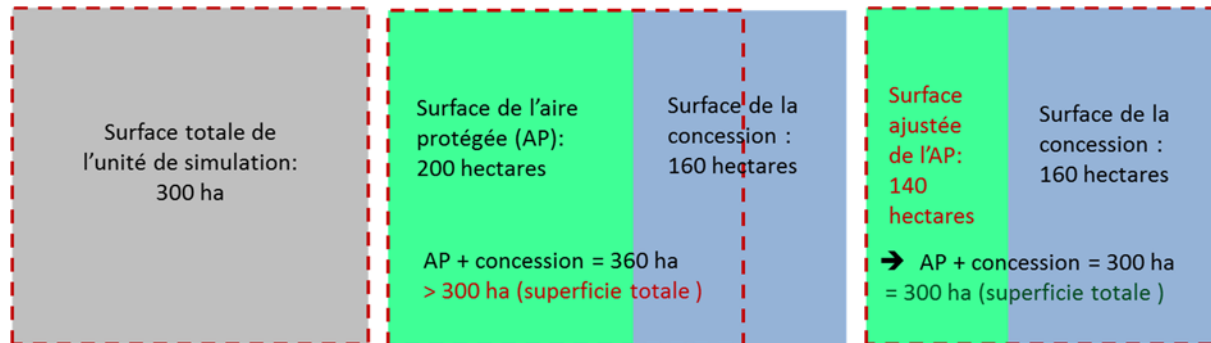 Surface totale de
l'unité de simulation:
300 ha
Surface de l'aire
protégée (AP):
200 hectares
Surface de la
concession :
160 hectares
AP + concession = 360 ha
> 300 ha (superficie totale )
Surface
ajustée
de l'AP:
140
hectares
Surface de la
concession :
160 hectares
➔ AP + concession = 300 ha
= 300 ha (superficie totale )